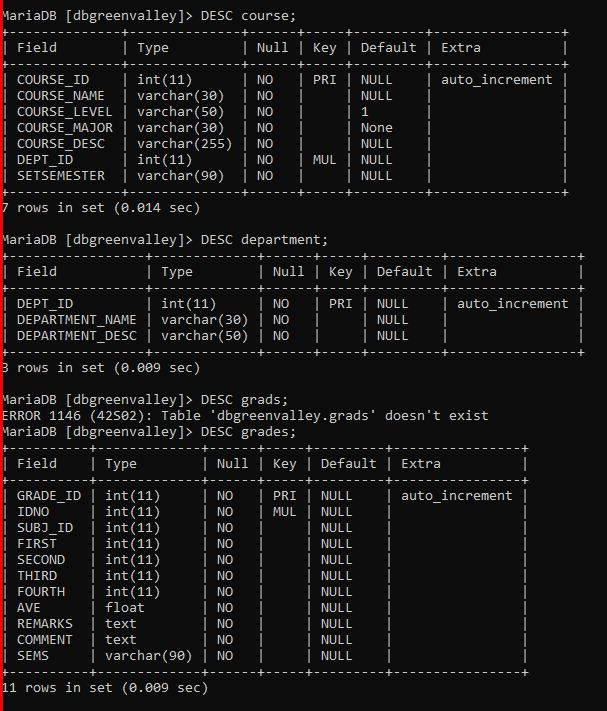 MariaDB [dbgreenvalley]> DESC course;
+--------------+--------------+------+-----+---------+----------------+
| Field        | Type         | Null | Key | Default | Extra          |
+--------------+--------------+------+-----+---------+----------------+
| COURSE_ID    | int(11)      | NO   | PRI | NULL    | auto_increment |
| COURSE_NAME  | varchar(30)  | NO   |     | NULL    |                |
| COURSE_LEVEL | varchar(50)  | NO   |     | 1       |                |
| COURSE_MAJOR | varchar(30)  | NO   |     | None    |                |
| COURSE_DESC  | varchar(255) | NO   |     | NULL    |                |
| DEPT_ID      | int(11)      | NO   | MUL | NULL    |                |
| SETSEMESTER  | varchar(90)  | NO   |     | NULL    |                |
+--------------+--------------+------+-----+---------+----------------+
7 rows in set (0.014 sec)
MariaDB [dbgreenvalley]> DESC department;
+-----------------+-------------+------+-----+---------+----------------+
| Field           | Type        | Null | Key | Default | Extra          |
+-----------------+-------------+------+-----+---------+----------------+
| DEPT_ID         | int(11)     | NO   | PRI | NULL    | auto_increment |
| DEPARTMENT_NAME | varchar(30) | NO   |     | NULL    |                |
| DEPARTMENT_DESC | varchar(50) | NO   |     | NULL    |                |
+-----------------+-------------+------+-----+---------+----------------+
3 rows in set (0.009 sec)
MariaDB [dbgreenvalley]> DESC grads;
ERROR 1146 (42S02): Table 'dbgreenvalley.grads' doesn't exist
MariaDB [dbgreenvalley]> DESC grades;
+----------+-------------+------+-----+---------+----------------+
| Field    | Type        | Null | Key | Default | Extra          |
+----------+-------------+------+-----+---------+----------------+
| GRADE_ID | int(11)     | NO   | PRI | NULL    | auto_increment |
| IDNO     | int(11)     | NO   | MUL | NULL    |                |
| SUBJ_ID  | int(11)     | NO   |     | NULL    |                |
| FIRST    | int(11)     | NO   |     | NULL    |                |
| SECOND   | int(11)     | NO   |     | NULL    |                |
| THIRD    | int(11)     | NO   |     | NULL    |                |
| FOURTH   | int(11)     | NO   |     | NULL    |                |
| AVE      | float       | NO   |     | NULL    |                |
| REMARKS  | text        | NO   |     | NULL    |                |
| COMMENT  | text        | NO   |     | NULL    |                |
| SEMS     | varchar(90) | NO   |     | NULL    |                |
+----------+-------------+------+-----+---------+----------------+
11 rows in set (0.009 sec)